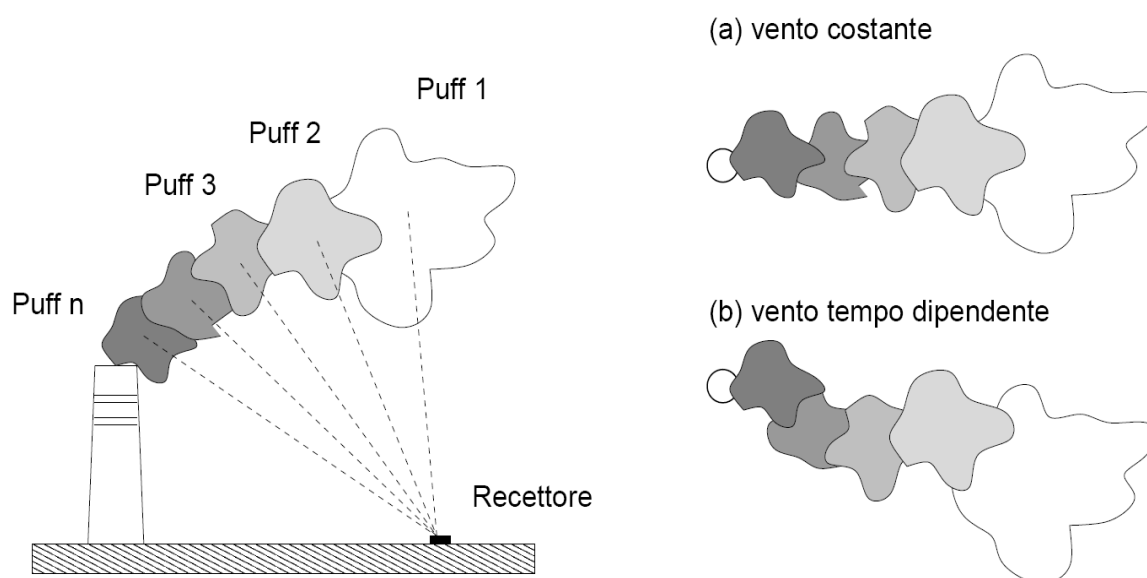 Puff 1
Puff 2
Puff 3
Puff n
Recettore
(a) vento costante
(b) vento tempo dipendente